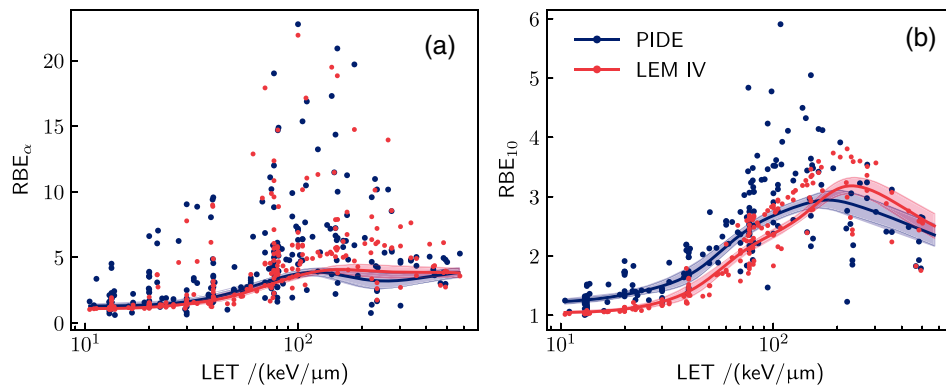 (a)
RBEα
20
15
10
5
0
10¹
10²
LET /(keV/μm)
(b)
PIDE
LEM IV
RBE₁₀
6
5
4
3
2
1
10¹
10²
LET /(keV/μm)